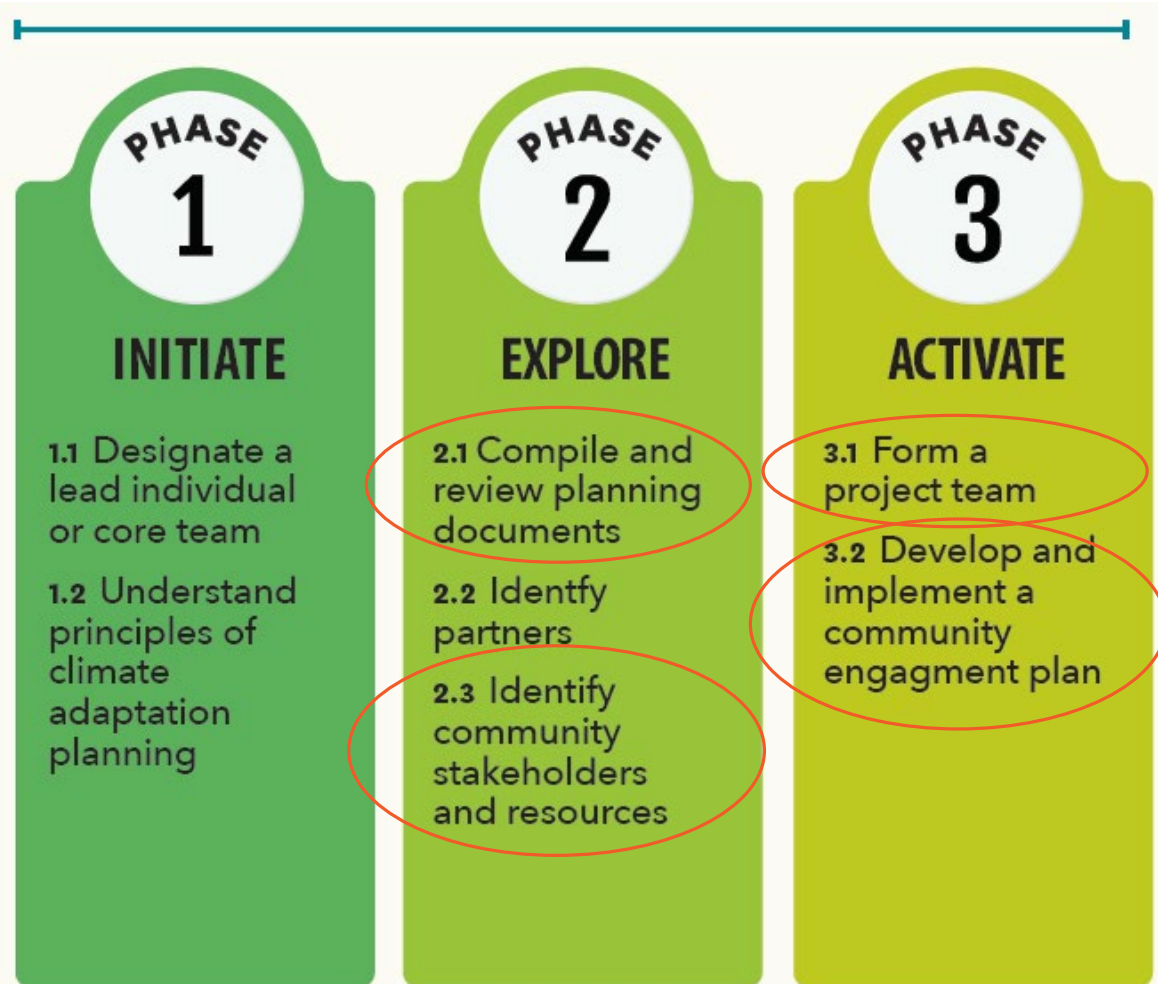 PHASE
1
INITIATE
1.1 Designate a
lead individual
or core team
1.2 Understand
principles of
climate
adaptation
planning
PHASE
2
EXPLORE
2.1 Compile and
review planning
documents
2.2 Identfy
partners
2.3 Identify
community
stakeholders
and resources
PHASE
3
ACTIVATE
3.1 Form a
project team
3.2 Develop and
implement a
community
engagment plan